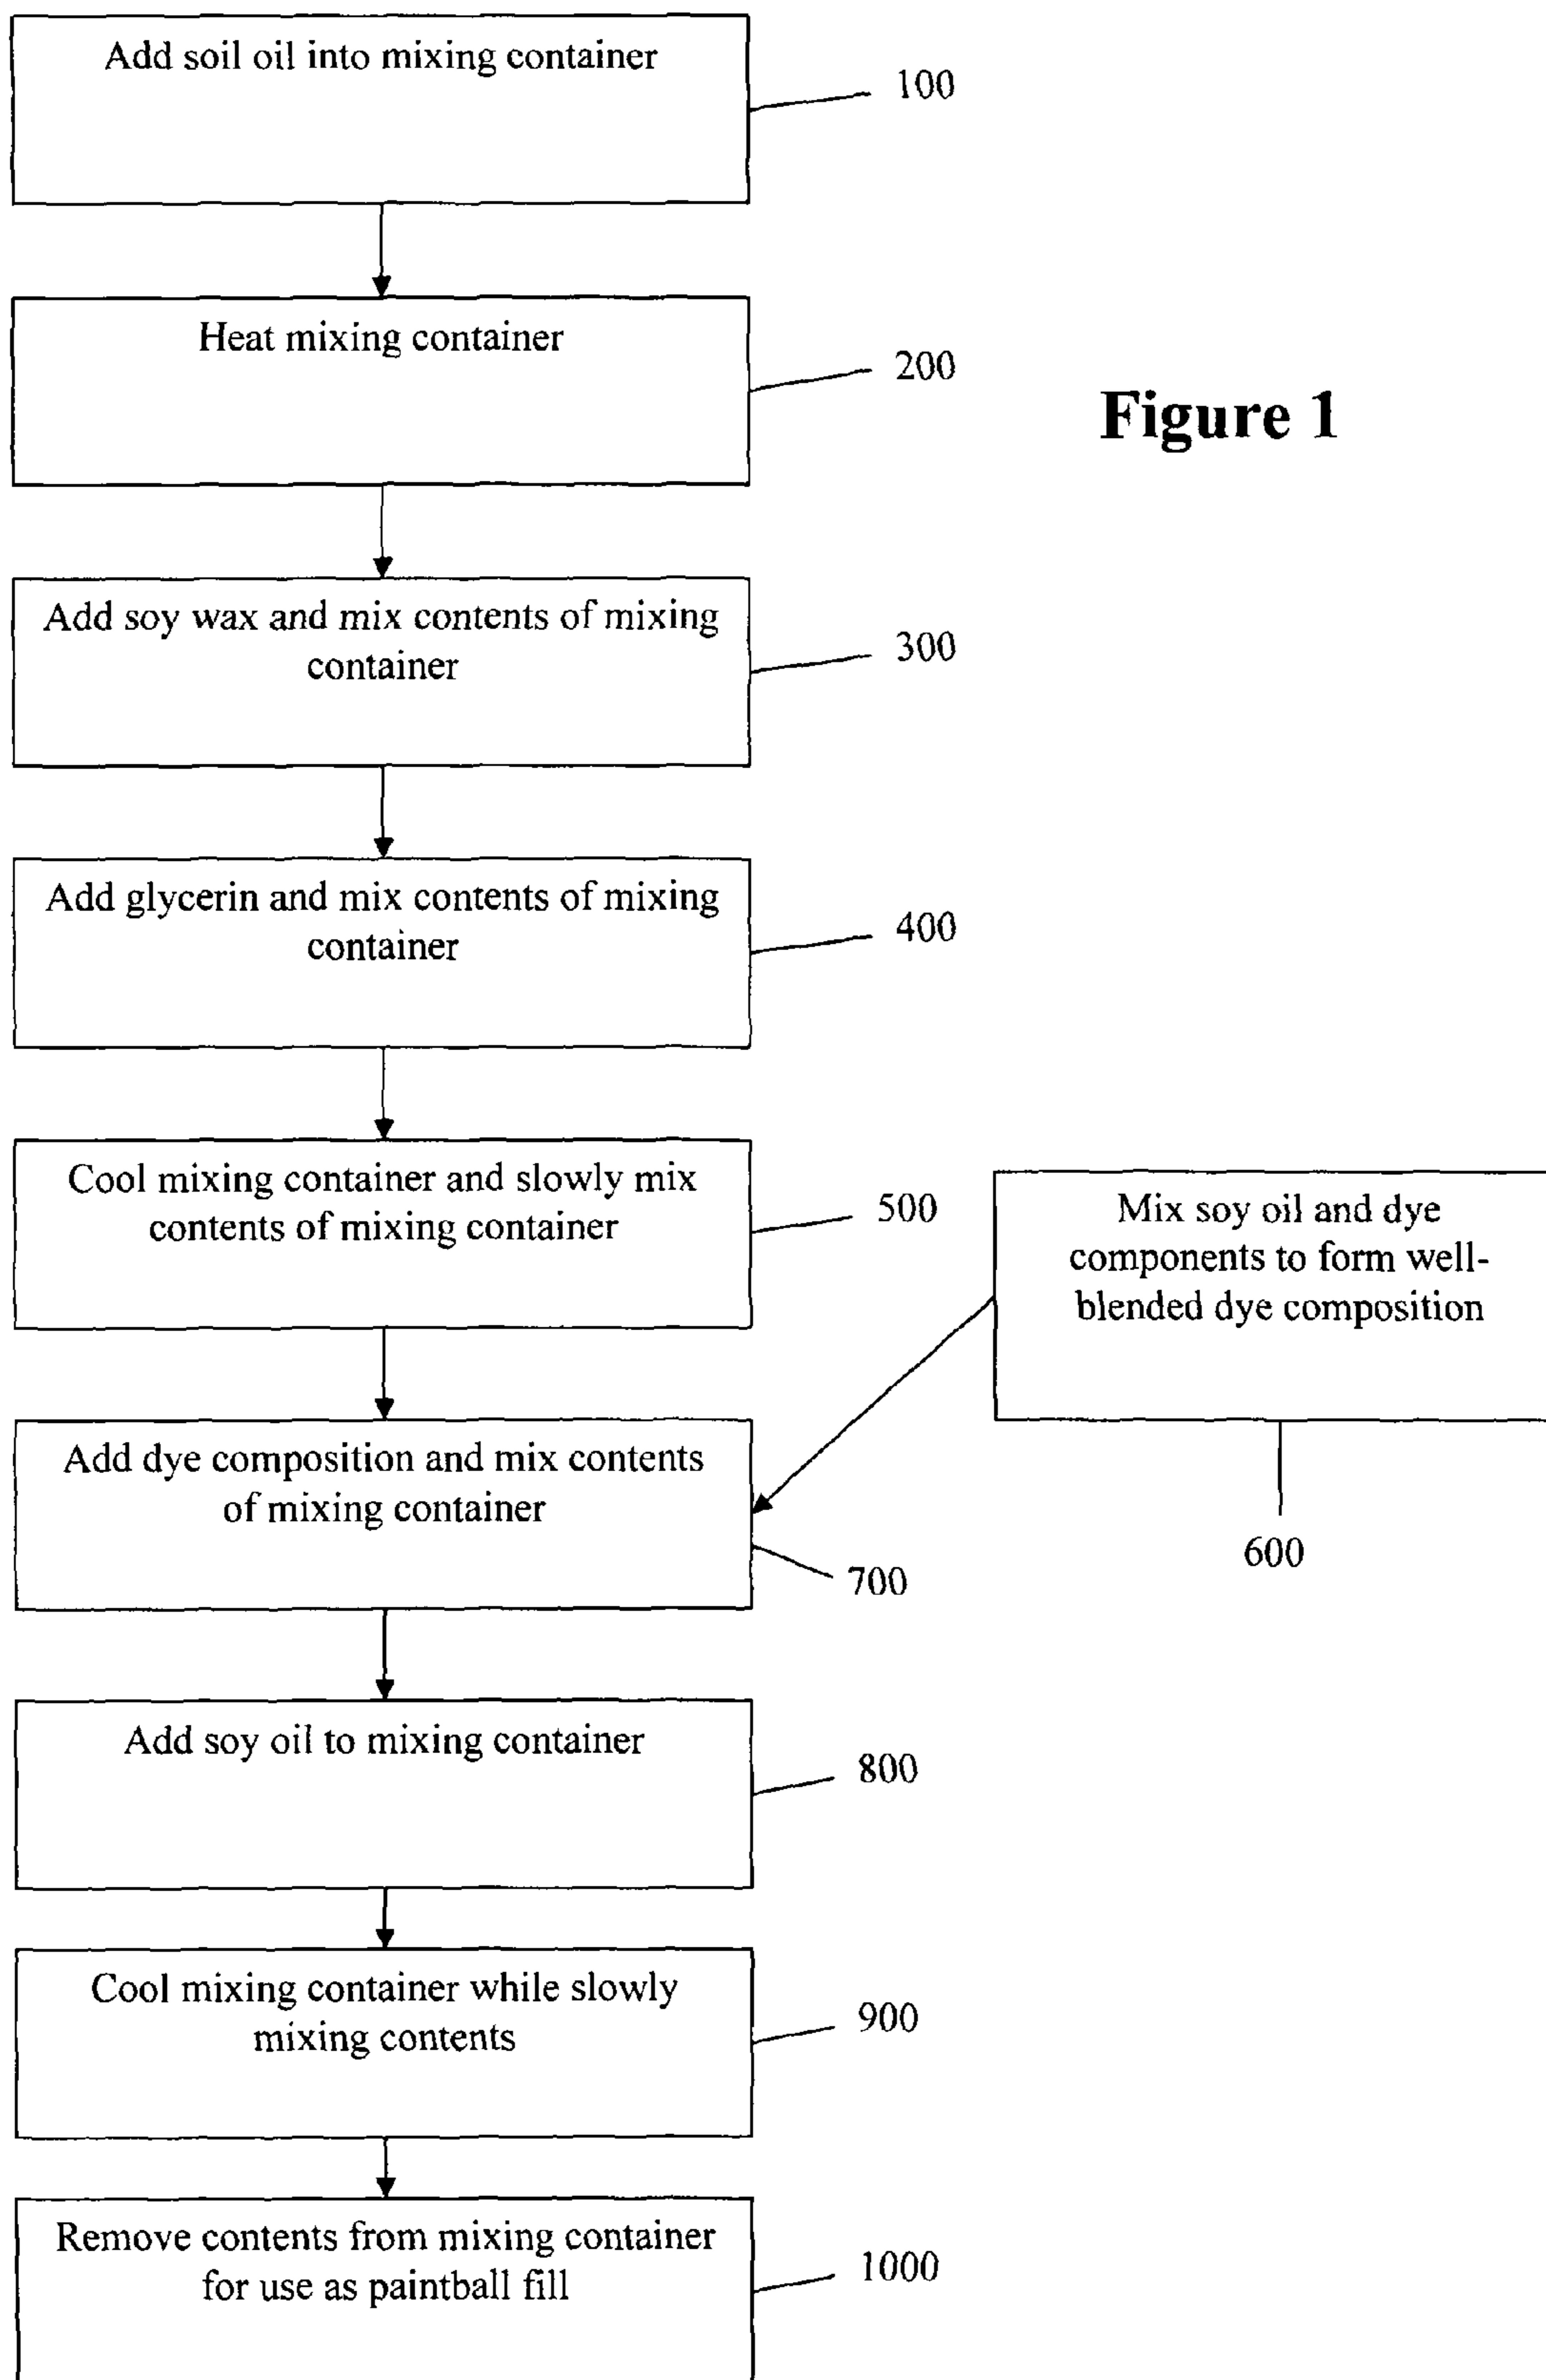 Add soil oil into mixing container
100
Heat mixing container
200
Figure 1
Add soy wax and mix contents of mixing
container
300
Add glycerin and mix contents of mixing
container
400
Cool mixing container and slowly mix
contents of mixing container
500
Mix soy oil and dye
components to form well-
blended dye composition
600
Add dye composition and mix contents
of mixing container
700
Add soy oil to mixing container
800
Cool mixing container while slowly
mixing contents
900
Remove contents from mixing container
for use as paintball fill
1000